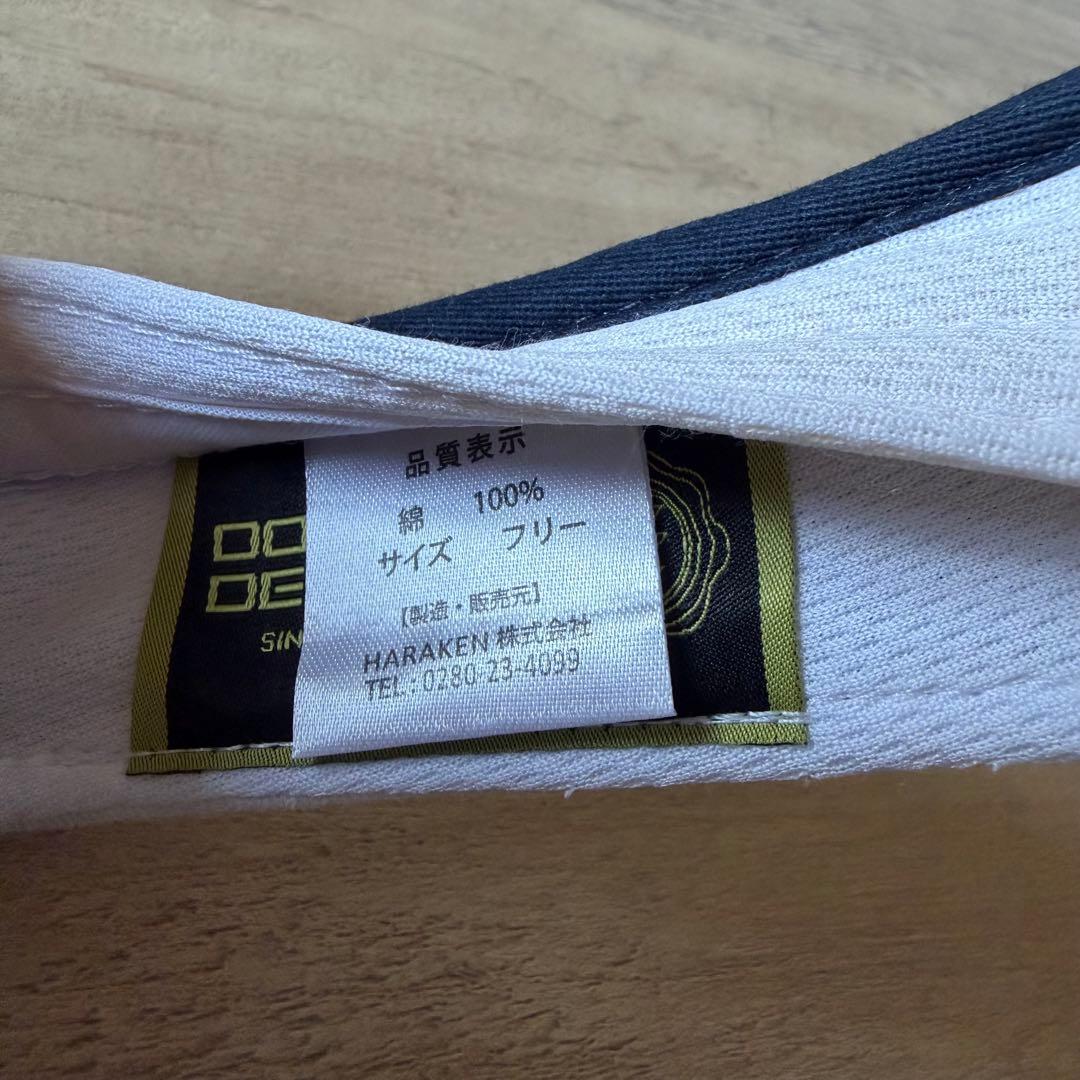 品質表示
綿 100%
サイズ フリー
【製造・販売元】
HARAKEN 株式会社
TEL：0280-23-4099